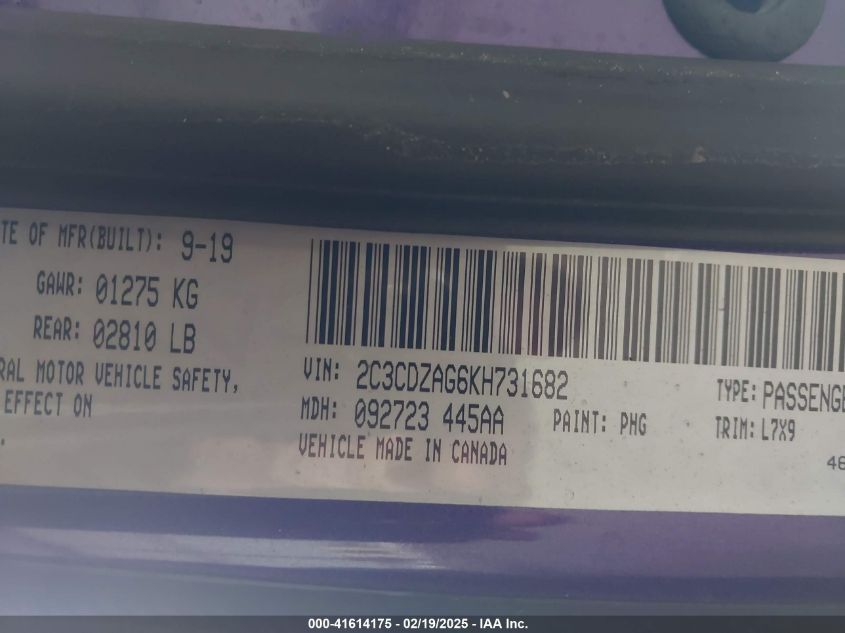 TE OF MFR(BUILT): 9-19
GAWR: 01275 KG
REAR: 02810 LB
RAL MOTOR VEHICLE SAFETY,
EFFECT ON
VIN: 2C3CDZAG6KH731682 TYPE: PASSENGE
MDH: 092723 445AA PAINT: PHG TRIM: L7X9
VEHICLE MADE IN CANADA
46
000-41614175 - 02/19/2025 - IAA Inc.